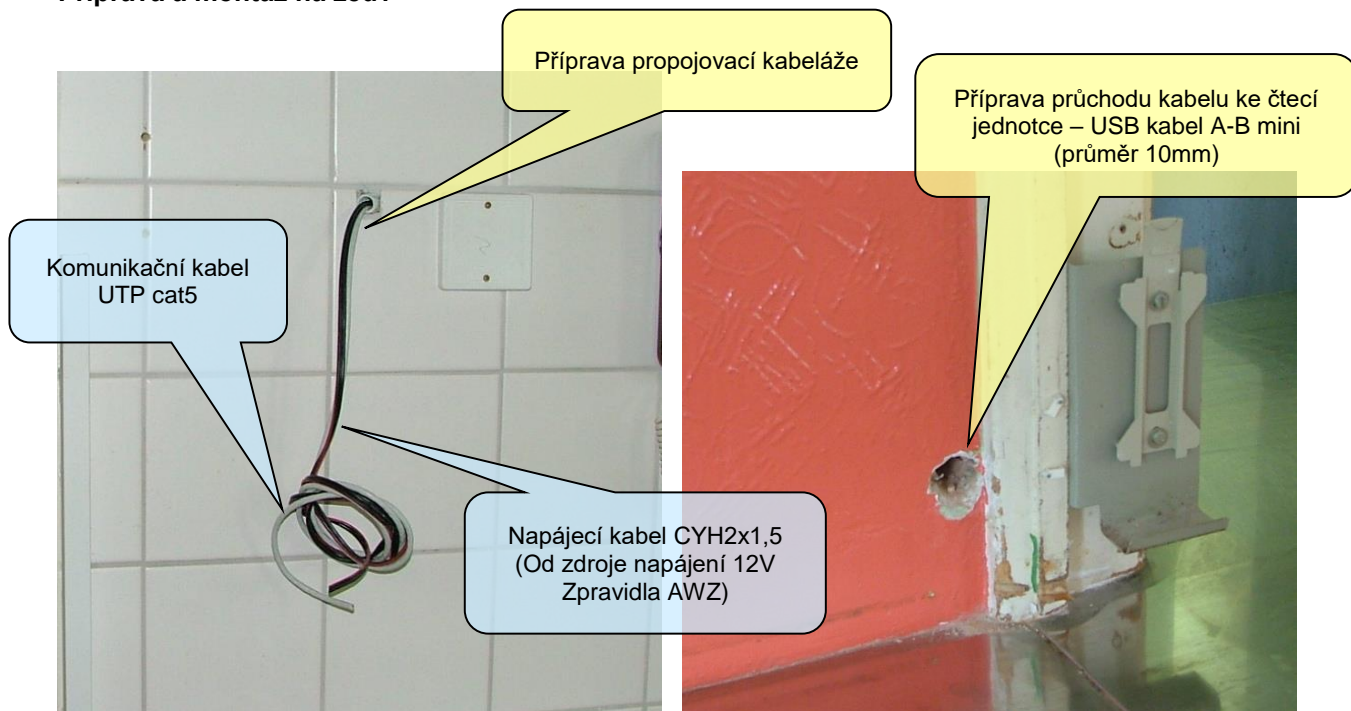 Příprava propojovací kabeláže
Příprava průchodu kabelu ke čtecí
jednotce – USB kabel A-B mini
(průměr 10mm)
Komunikační kabel
UTP cat5
Napájecí kabel CYH2x1,5
(Od zdroje napájení 12V
Zpravidla AWZ)